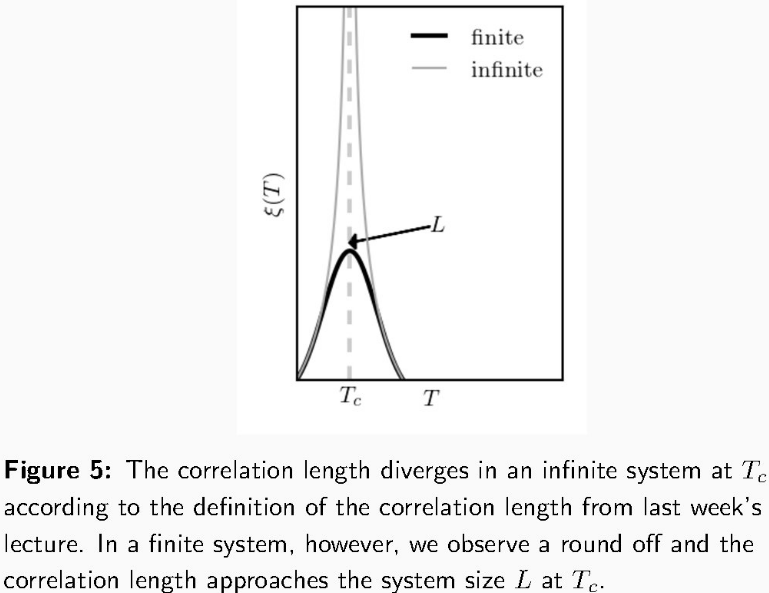 finite
infinite
ξ(T)
L
T_c
T
Figure 5: The correlation length diverges in an infinite system at T_c
according to the definition of the correlation length from last week's
lecture. In a finite system, however, we observe a round off and the
correlation length approaches the system size L at T_c.